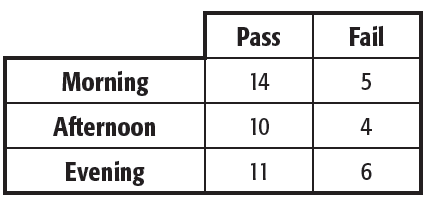 Pass Fail
Morning 14 5
Afternoon 10 4
Evening 11 6